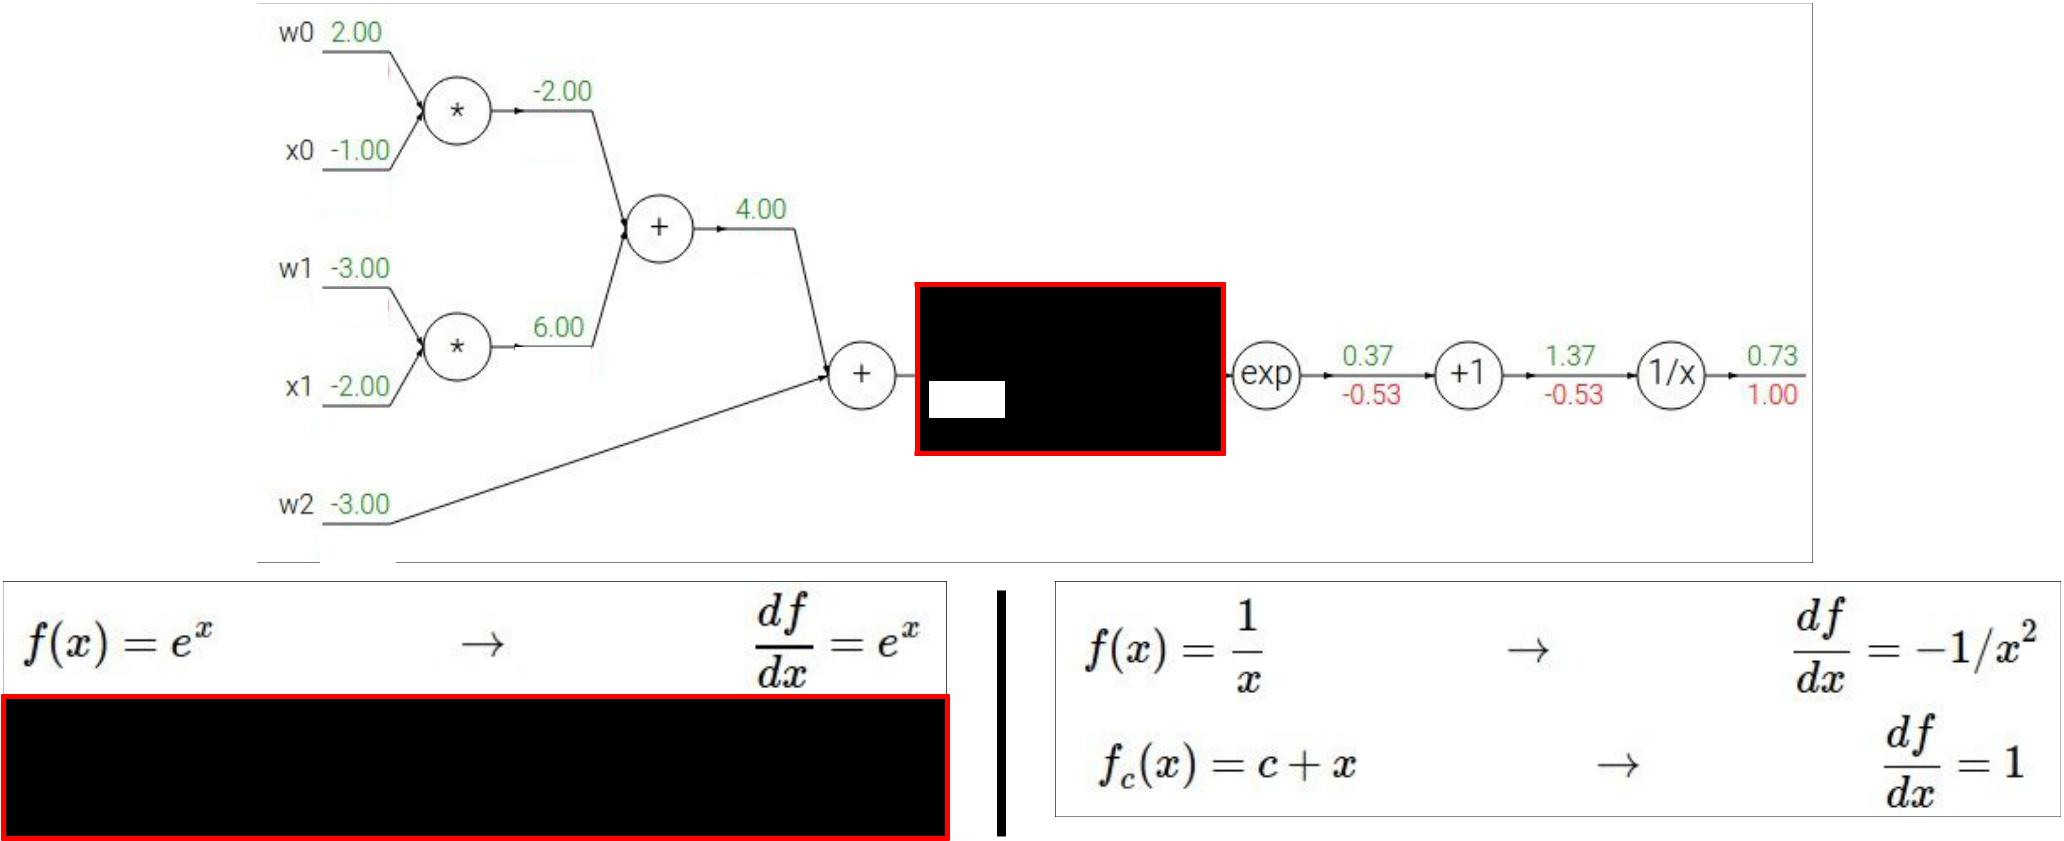 w0 2.00
*
-2.00
x0 -1.00
+
4.00
w1 -3.00
*
6.00
x1 -2.00
+
exp
0.37
-0.53
+1
1.37
-0.53
1/x
0.73
1.00
w2 -3.00
f(x) = e^x → df/dx = e^x
f(x) = 1/x → df/dx = −1/x²
f_c(x) = c + x → df/dx = 1